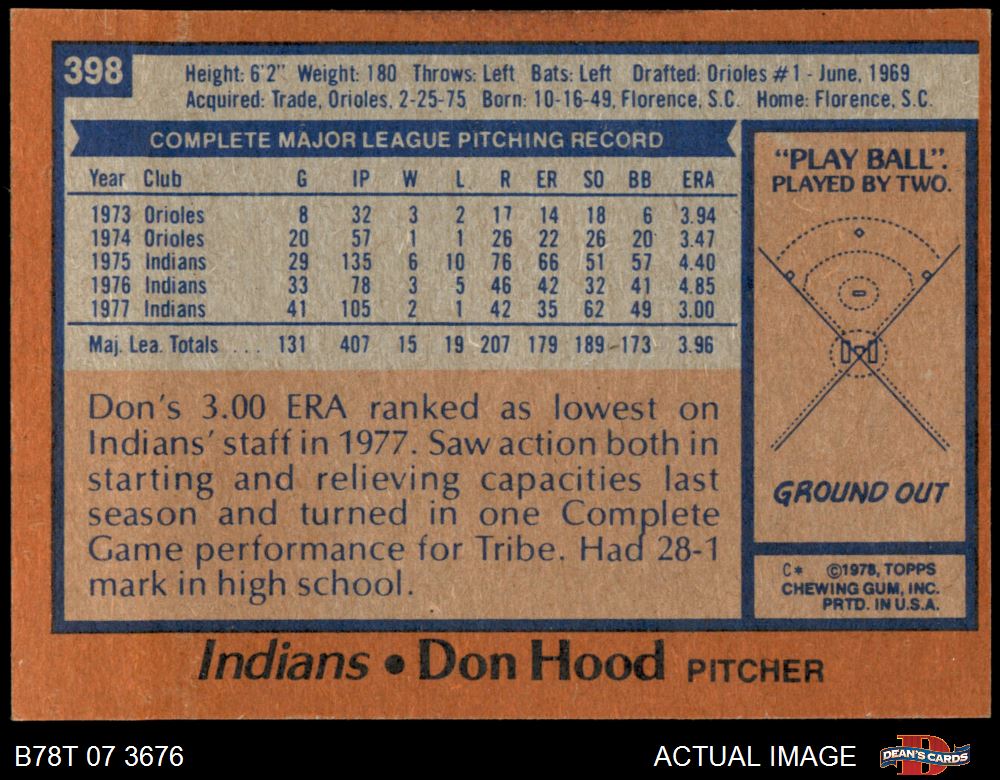 398
Height: 6'2" Weight: 180 Throws: Left Bats: Left Drafted: Orioles #1 - June, 1969
Acquired: Trade, Orioles, 2-25-75 Born: 10-16-49, Florence, S.C. Home: Florence, S.C.
COMPLETE MAJOR LEAGUE PITCHING RECORD
Year Club G IP W L R ER SO BB ERA
1973 Orioles 8 32 3 2 17 14 18 6 3.94
1974 Orioles 20 57 1 1 26 22 26 20 3.47
1975 Indians 29 135 6 10 76 66 51 57 4.40
1976 Indians 33 78 3 5 46 42 32 41 4.85
1977 Indians 41 105 2 1 42 35 62 49 3.00
Maj. Lea. Totals ... 131 407 15 19 207 179 189 173 3.96
Don's 3.00 ERA ranked as lowest on
Indians' staff in 1977. Saw action both in
starting and relieving capacities last
season and turned in one Complete
Game performance for Tribe. Had 28-1
mark in high school.
"PLAY BALL".
PLAYED BY TWO.
GROUND OUT
C* ©1978, TOPPS
CHEWING GUM, INC.
PRTD. IN U.S.A.
Indians • Don Hood PITCHER
B78T 07 3676
ACTUAL IMAGE
D
DEAN'S CARDS